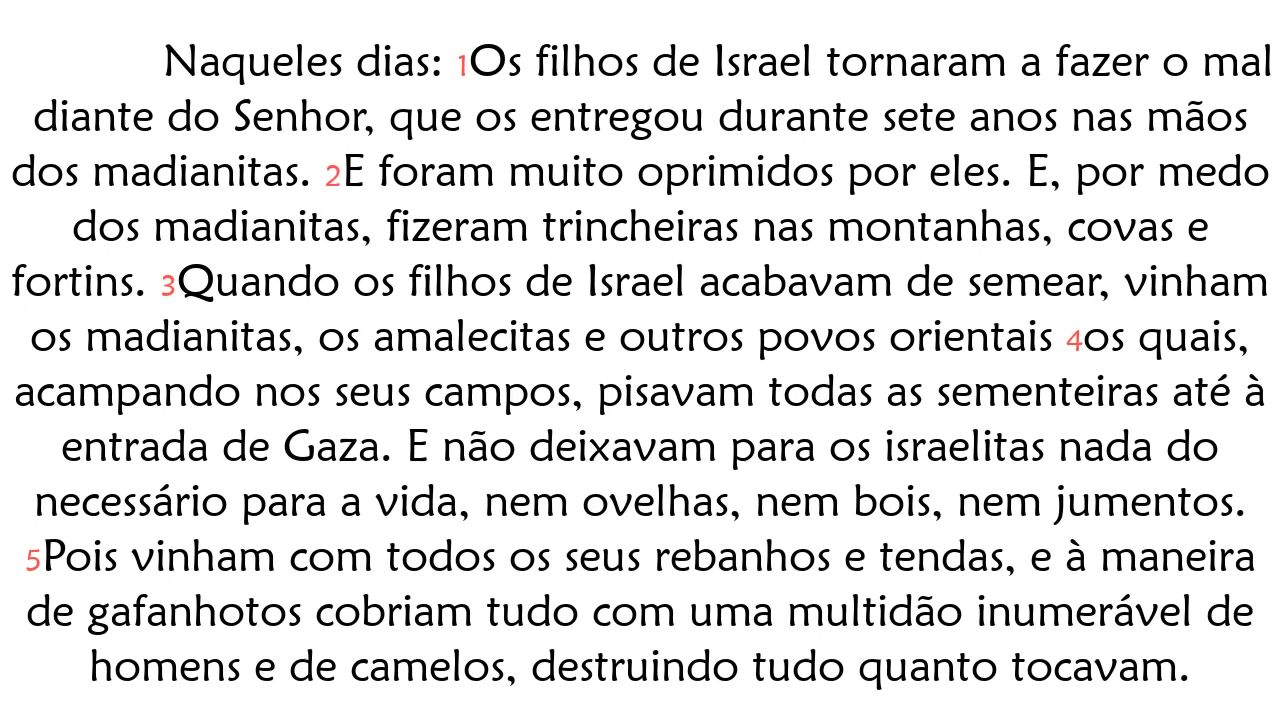 Naqueles dias: 1Os filhos de Israel tornaram a fazer o mal
diante do Senhor, que os entregou durante sete anos nas mãos
dos madianitas. 2E foram muito oprimidos por eles. E, por medo
dos madianitas, fizeram trincheiras nas montanhas, covas e
fortins. 3Quando os filhos de Israel acabavam de semear, vinham
os madianitas, os amalecitas e outros povos orientais 4os quais,
acampando nos seus campos, pisavam todas as sementeiras até à
entrada de Gaza. E não deixavam para os israelitas nada do
necessário para a vida, nem ovelhas, nem bois, nem jumentos.
5Pois vinham com todos os seus rebanhos e tendas, e à maneira
de gafanhotos cobriam tudo com uma multidão inumerável de
homens e de camelos, destruindo tudo quanto tocavam.